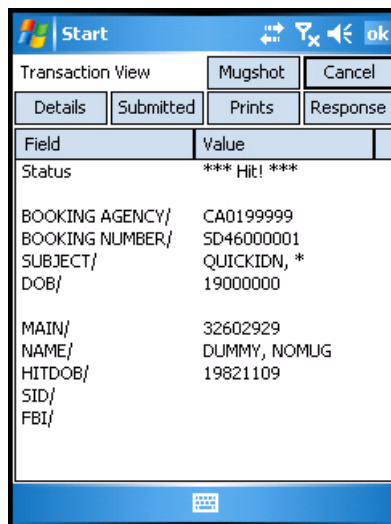 Start ok
Transaction View Mugshot Cancel
Details Submitted Prints Response
Field Value
Status *** Hit! ***
BOOKING AGENCY/ CA0199999
BOOKING NUMBER/ SD46000001
SUBJECT/ QUICKIDN, *
DOB/ 19000000
MAIN/ 32602929
NAME/ DUMMY, NOMUG
HITDOB/ 19821109
SID/
FBI/